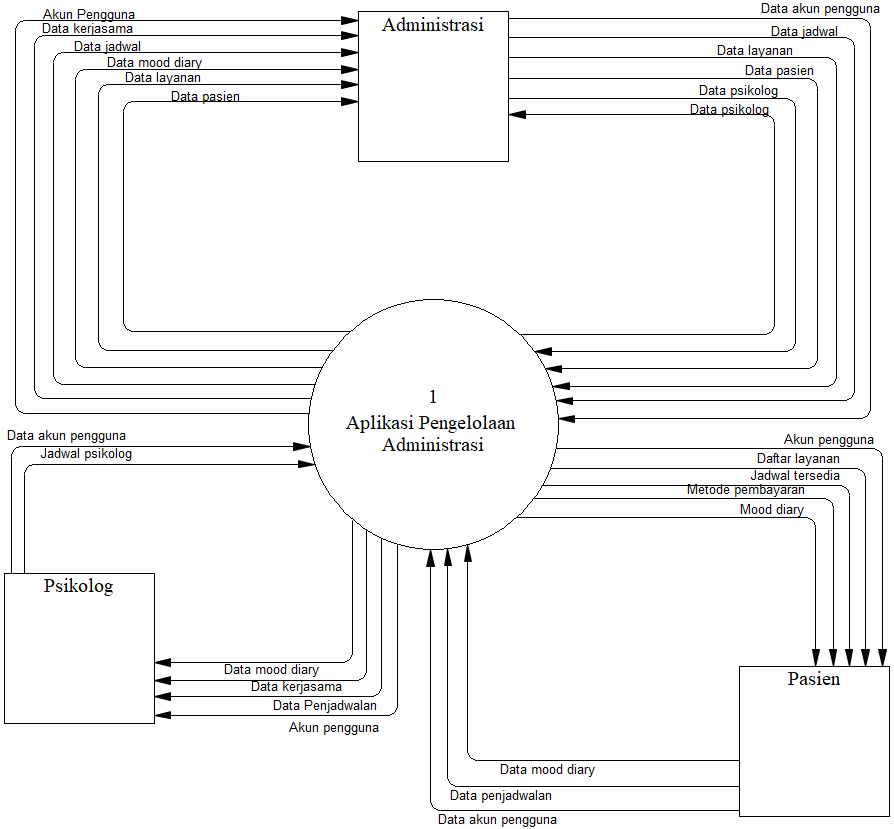 Akun Pengguna
Data kerjasama
Data jadwal
Data mood diary
Data layanan
Data pasien
Administrasi
Data akun pengguna
Data jadwal
Data layanan
Data pasien
Data psikolog
Data psikolog
1
Aplikasi Pengelolaan
Administrasi
Data akun pengguna
Jadwal psikolog
Akun pengguna
Daftar layanan
Jadwal tersedia
Metode pembayaran
Mood diary
Psikolog
Data mood diary
Data kerjasama
Data Penjadwalan
Akun pengguna
Pasien
Data mood diary
Data penjadwalan
Data akun pengguna